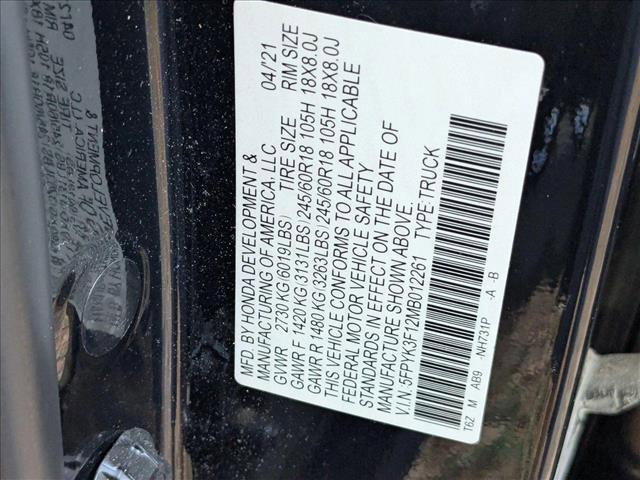 MFD. BY HONDA DEVELOPMENT &
MANUFACTURING OF AMERICA, LLC 04/'21
GVWR 2730 KG (6019LBS) TIRE SIZE RIM SIZE
GAWR F 1420 KG (3131LBS) 245/60R18 105H 18X8.0J
GAWR R 1480 KG (3263LBS) 245/60R18 105H 18X8.0J
THIS VEHICLE CONFORMS TO ALL APPLICABLE
FEDERAL MOTOR VEHICLE SAFETY
STANDARDS IN EFFECT ON THE DATE OF
MANUFACTURE SHOWN ABOVE.
V.I.N. 5FPYK3F12MB012261 TYPE: TRUCK
T6Z M AB9 NH731P -A -B